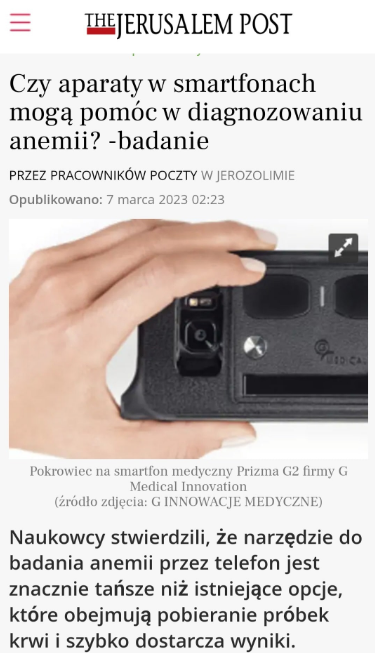 THE JERUSALEM POST
Czy aparaty w smartfonach
mogą pomóc w diagnozowaniu
anemii? -badanie
PRZEZ PRACOWNIKÓW POCZTY W JEROZOLIMIE
Opublikowano: 7 marca 2023 02:23
MEDICAL
Pokrowiec na smartfon medyczny Prizma G2 firmy G
Medical Innovation
(źródło zdjęcia: G INNOWACJE MEDYCZNE)
Naukowcy stwierdzili, że narzędzie do
badania anemii przez telefon jest
znacznie tańsze niż istniejące opcje,
które obejmują pobieranie próbek
krwi i szybko dostarcza wyniki.